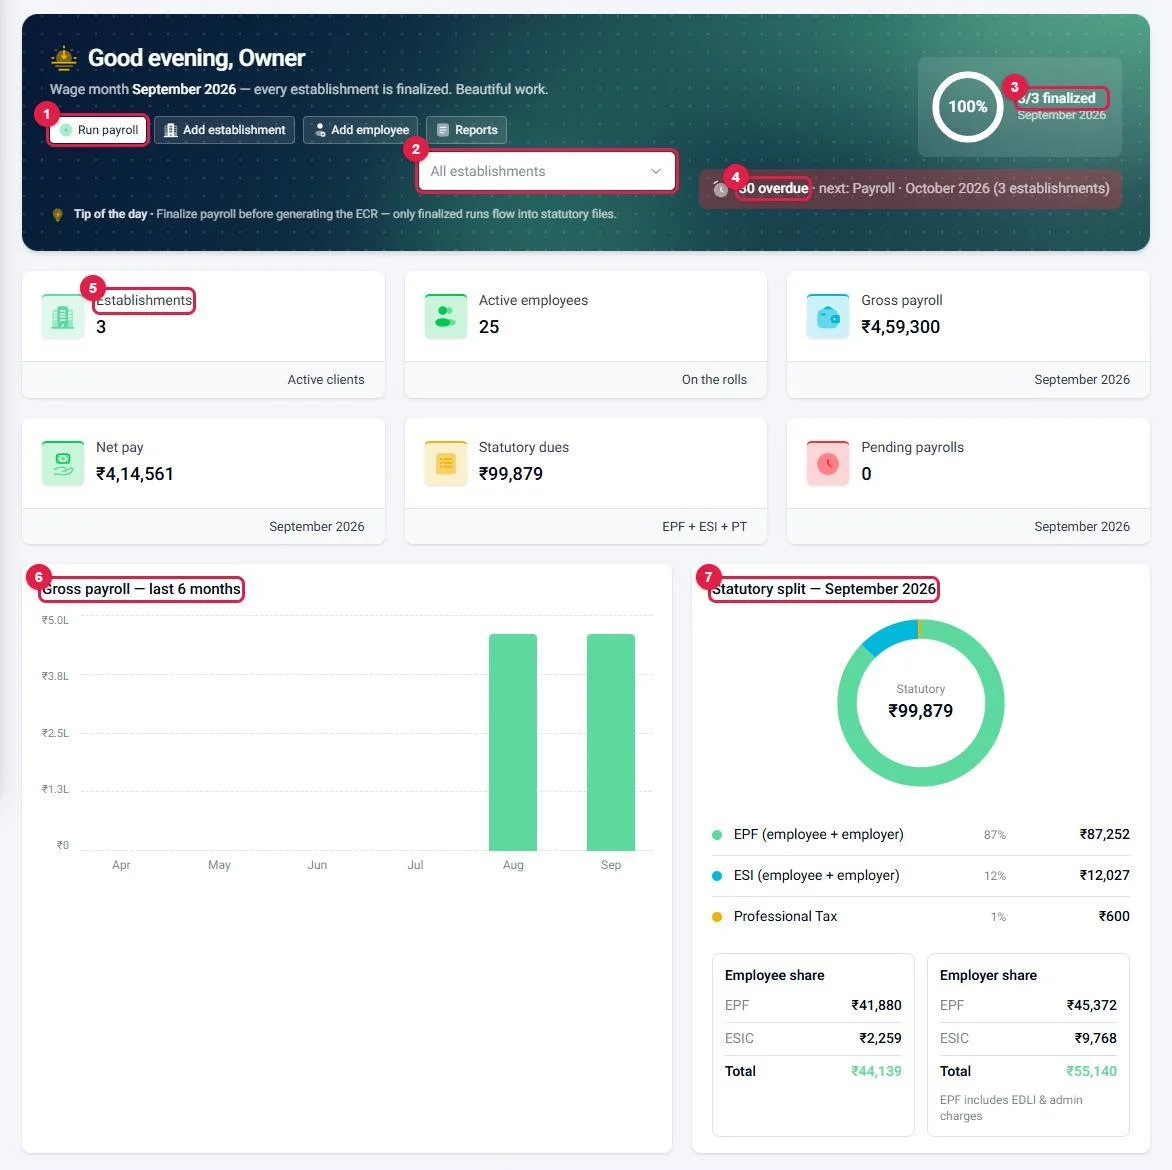 Good evening, Owner
Wage month September 2026 — every establishment is finalized. Beautiful work.
1
Run payroll
Add establishment
Add employee
Reports
2
All establishments
100%
3
3/3 finalized
September 2026
4
overdue · next: Payroll · October 2026 (3 establishments)
Tip of the day · Finalize payroll before generating the ECR — only finalized runs flow into statutory files.
5
Establishments
3
Active clients
Active employees
25
On the rolls
Gross payroll
₹4,59,300
September 2026
Net pay
₹4,14,561
September 2026
Statutory dues
₹99,879
EPF + ESI + PT
Pending payrolls
0
September 2026
6
Gross payroll — last 6 months
₹5.0L
₹3.8L
₹2.5L
₹1.3L
₹0
Apr May Jun Jul Aug Sep
7
Statutory split — September 2026
Statutory
₹99,879
EPF (employee + employer) 87% ₹87,252
ESI (employee + employer) 12% ₹12,027
Professional Tax 1% ₹600
Employee share
EPF ₹41,880
ESIC ₹2,259
Total ₹44,139
Employer share
EPF ₹45,372
ESIC ₹9,768
Total ₹55,140
EPF includes EDLI & admin
charges